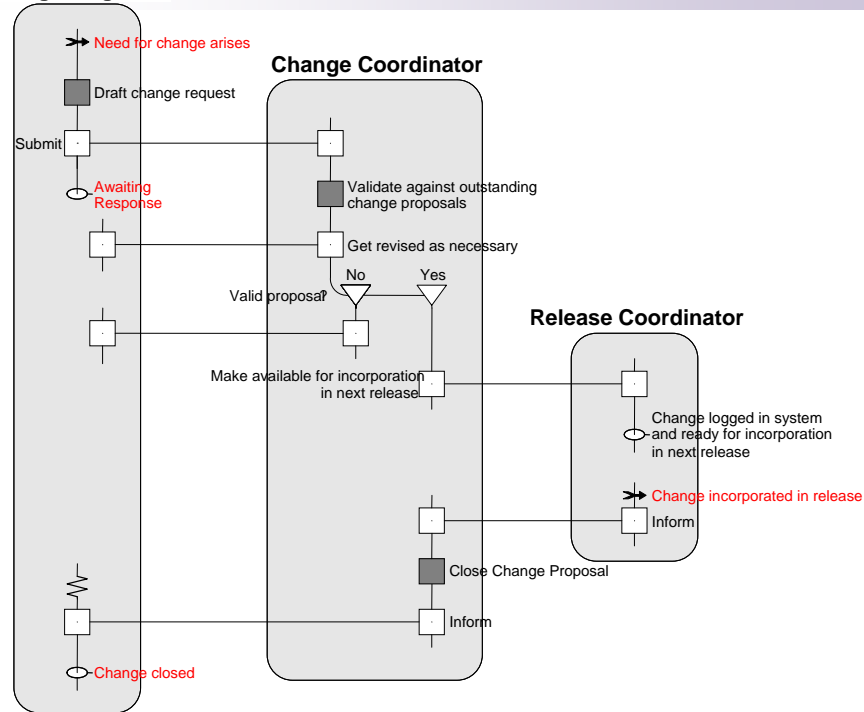 Need for change arises
Change Coordinator
Draft change request
Submit
Awaiting
Response
Validate against outstanding
change proposals
Get revised as necessary
No
Yes
Valid proposal?
Release Coordinator
Make available for incorporation
in next release
Change logged in system
and ready for incorporation
in next release
Change incorporated in release
Inform
Close Change Proposal
Inform
Change closed